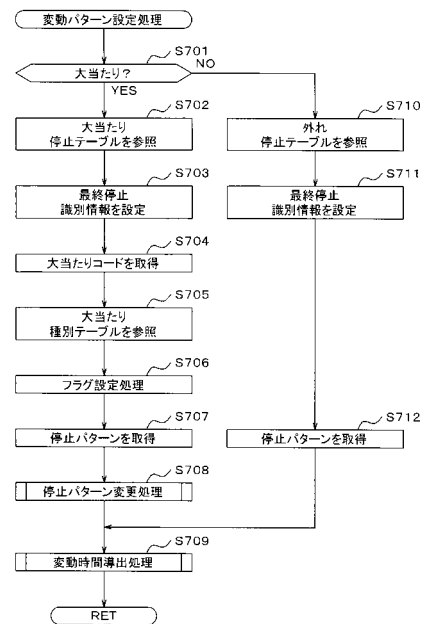 変動パターン設定処理
S701
大当たり?
NO
YES
S702
大当たり
停止テーブルを参照
S703
最終停止
識別情報を設定
S704
大当たりコードを取得
S705
大当たり
種別テーブルを参照
S706
フラグ設定処理
S707
停止パターンを取得
S708
停止パターン変更処理
S710
外れ
停止テーブルを参照
S711
最終停止
識別情報を設定
S712
停止パターンを取得
S709
変動時間導出処理
RET